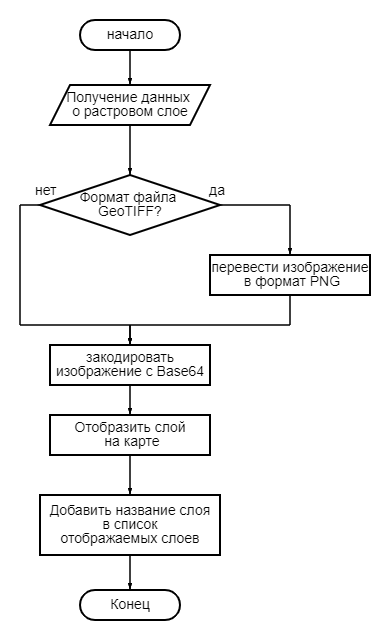 начало
Получение данных
о растровом слое
нет
да
Формат файла
GeoTIFF?
перевести изображение
в формат PNG
закодировать
изображение с Base64
Отобразить слой
на карте
Добавить название слоя
в список
отображаемых слоев
Конец